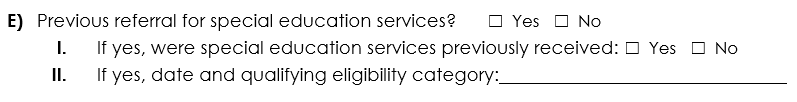 E) Previous referral for special education services? ☐ Yes ☐ No
I. If yes, were special education services previously received: ☐ Yes ☐ No
II. If yes, date and qualifying eligibility category: